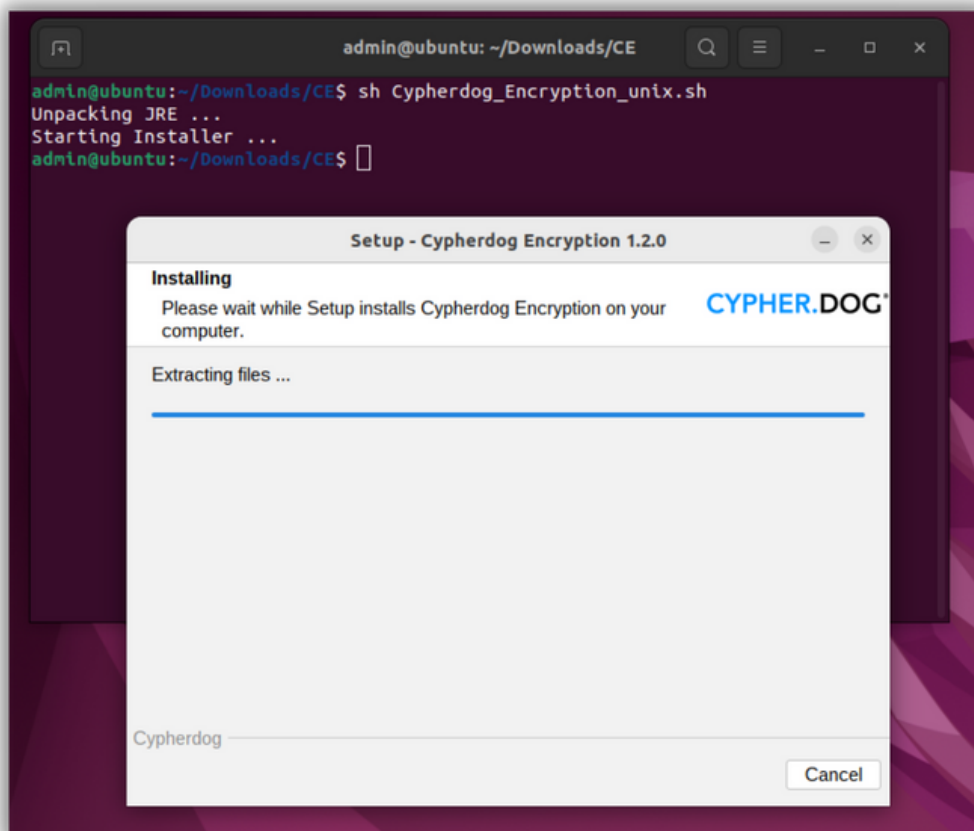 admin@ubuntu: ~/Downloads/CE
admin@ubuntu:~/Downloads/CE$ sh Cypherdog_Encryption_unix.sh
Unpacking JRE ...
Starting Installer ...
admin@ubuntu:~/Downloads/CE$
Setup - Cypherdog Encryption 1.2.0
Installing
Please wait while Setup installs Cypherdog Encryption on your
computer.
CYPHER.DOG®
Extracting files ...
Cypherdog
Cancel